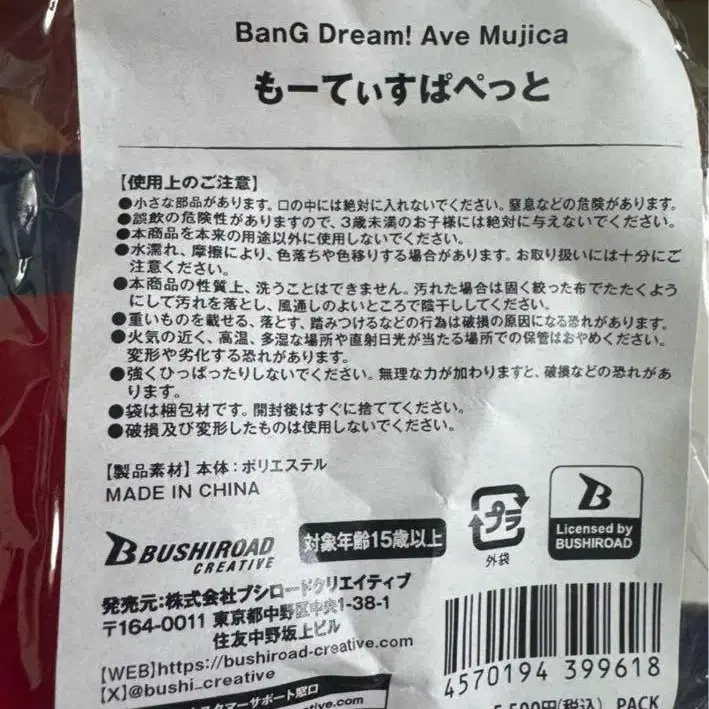 BanG Dream! Ave Mujica
もーてぃすぱぺっと
【使用上のご注意】
●小さな部品があります。口の中には絶対に入れないでください。窒息などの危険があります。
●誤飲の危険性がありますので、3歳未満のお子様には絶対に与えないでください。
●本商品を本来の用途以外に使用しないでください。
●水濡れ、摩擦により、色落ちや色移りする場合があります。お取り扱いには十分にご
注意ください。
●本商品の性質上、洗うことはできません。汚れた場合は固く絞った布でたたくよう
にして汚れを落とし、風通しのよいところで陰干ししてください。
●重いものを載せる、落とす、踏みつけるなどの行為は破損の原因になる恐れがあります。
●火気の近く、高温、多湿な場所や直射日光が当たる場所での保管はおやめください。
変形や劣化する恐れがあります。
●強くひっぱったりしないでください。無理な力が加わりますと、破損などの恐れがあ
ります。
●袋は梱包材です。開封後はすぐに捨ててください。
●破損及び変形したものは使用しないでください。
【製品素材】本体:ポリエステル
MADE IN CHINA
BUSHIROAD
CREATIVE
対象年齢15歳以上
プラ
外袋
B
Licensed by
BUSHIROAD
発売元:株式会社ブシロードクリエイティブ
〒164-0011 東京都中野区中央1-38-1
住友中野坂上ビル
【WEB】https://bushiroad-creative.com
【X】@bushi_creative
カスタマーサポート窓口
4570194 399618
5,500円(税込) PACK